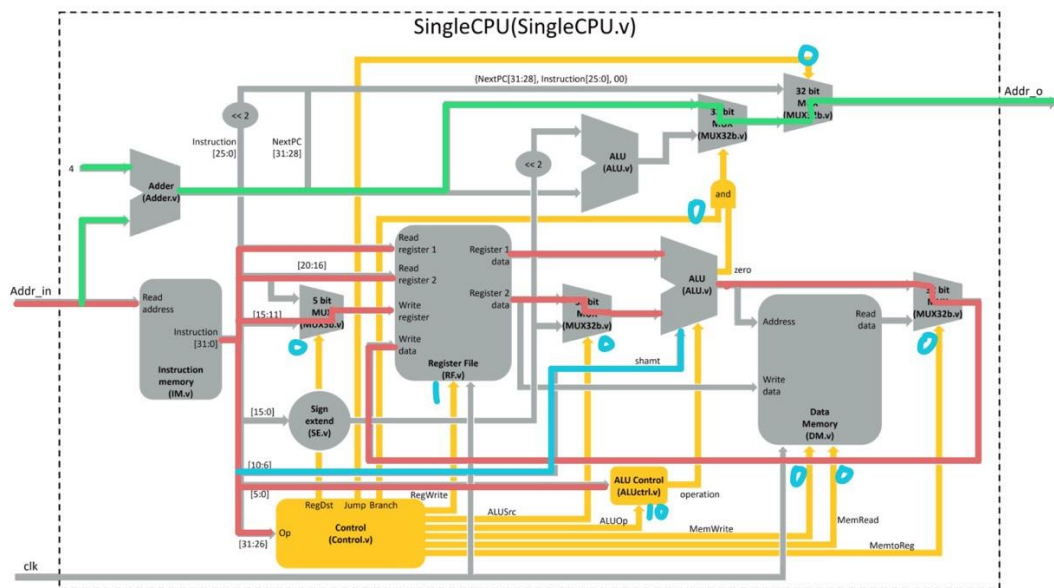 SingleCPU(SingleCPU.v)
{NextPC[31:28], Instruction[25:0], 00}
0
32 bit
MUX
(MUX32b.v)
Addr_o
<< 2
Instruction
[25:0]
NextPC
[31:28]
32 bit
MUX
(MUX32b.v)
4
Adder
(Adder.v)
<< 2
ALU
(ALU.v)
and
0
Addr_in
Read
address
Instruction
[31:0]
Instruction
memory
(IM.v)
[20:16]
[15:11]
5 bit
MUX
(MUX5b.v)
0
Read
register 1
Read
register 2
Write
register
Write
data
Register 1
data
Register 2
data
Register File
(RF.v)
1
bit
MUX
(MUX32b.v)
0
ALU
(ALU.v)
zero
shamt
Address
Read
data
Write
data
Data
Memory
(DM.v)
0
0
bit
(MUX32b.v)
0
[15:0]
Sign
extend
(SE.v)
[10:6]
[5:0]
[31:26]
RegDst
Jump
Branch
RegWrite
Op
Control
(Control.v)
ALUSrc
ALUOp
ALU Control
(ALUctrl.v)
10
operation
MemWrite
MemRead
MemtoReg
clk